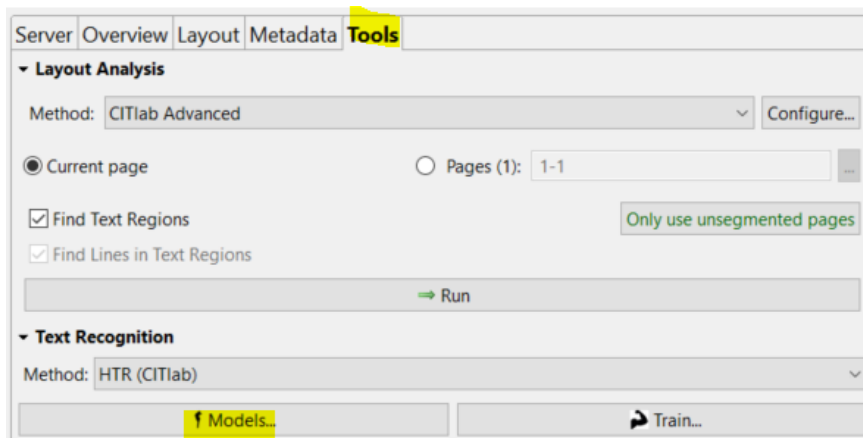 Server Overview Layout Metadata Tools
Layout Analysis
Method: CITlab Advanced Configure...
Current page Pages (1): 1-1 ...
Find Text Regions Only use unsegmented pages
Find Lines in Text Regions
Run
Text Recognition
Method: HTR (CITlab)
Models... Train...